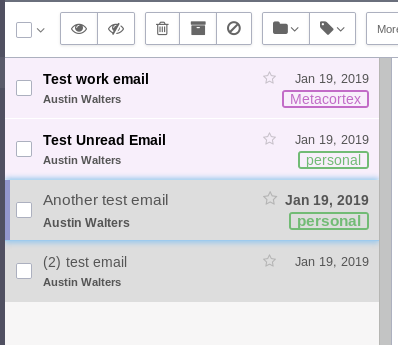 More
Test work email Jan 19, 2019
Austin Walters Metacortex
Test Unread Email Jan 19, 2019
Austin Walters personal
Another test email Jan 19, 2019
Austin Walters personal
(2) test email Jan 19, 2019
Austin Walters